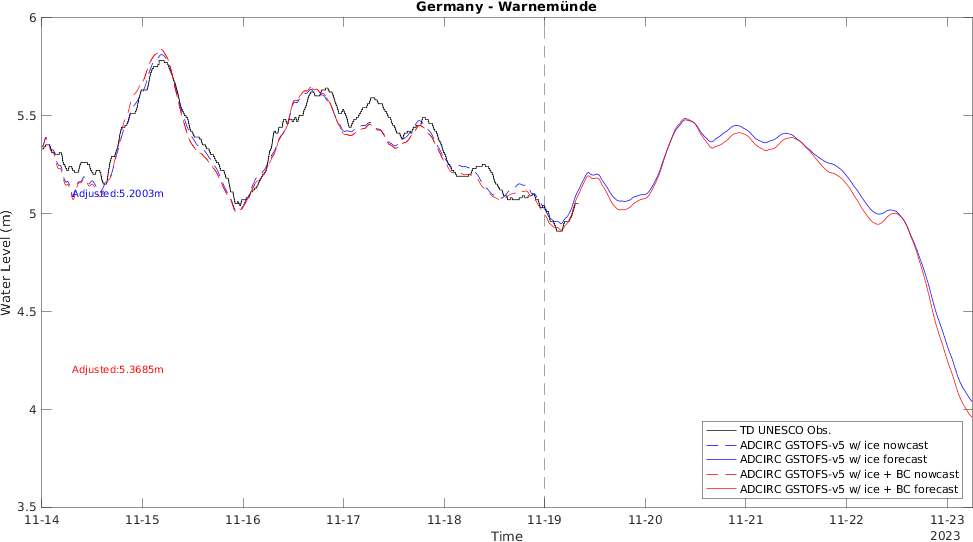 Germany - Warnemünde
6
5.5
5
4.5
4
3.5
Water Level (m)
Adjusted:5.2003m
Adjusted:5.3685m
TD UNESCO Obs.
ADCIRC GSTOFS-v5 w/ ice nowcast
ADCIRC GSTOFS-v5 w/ ice forecast
ADCIRC GSTOFS-v5 w/ ice + BC nowcast
ADCIRC GSTOFS-v5 w/ ice + BC forecast
11-14 11-15 11-16 11-17 11-18 11-19 11-20 11-21 11-22 11-23
2023
Time